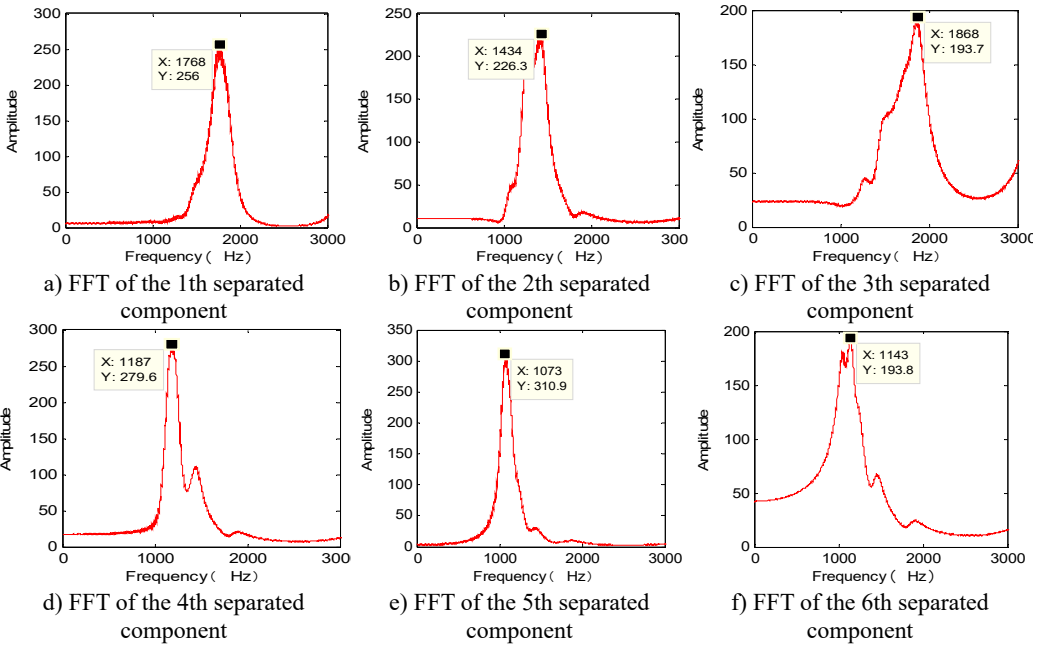 300
250
200
150
100
50
0
Amplitude
X: 1768
Y: 256
0 1000 2000 3000
Frequency( Hz)
a) FFT of the 1th separated
component
250
200
150
100
50
0
Amplitude
X: 1434
Y: 226.3
0 1000 2000 3000
Frequency( Hz)
b) FFT of the 2th separated
component
200
150
100
50
0
Amplitude
X: 1868
Y: 193.7
0 1000 2000 3000
Frequency( Hz)
c) FFT of the 3th separated
component
300
250
200
150
100
50
0
Amplitude
X: 1187
Y: 279.6
0 1000 2000 3000
Frequency( Hz)
d) FFT of the 4th separated
component
350
300
250
200
150
100
50
0
Amplitude
X: 1073
Y: 310.9
0 1000 2000 3000
Frequency( Hz)
e) FFT of the 5th separated
component
200
150
100
50
0
Amplitude
X: 1143
Y: 193.8
0 1000 2000 3000
Frequency( Hz)
f) FFT of the 6th separated
component